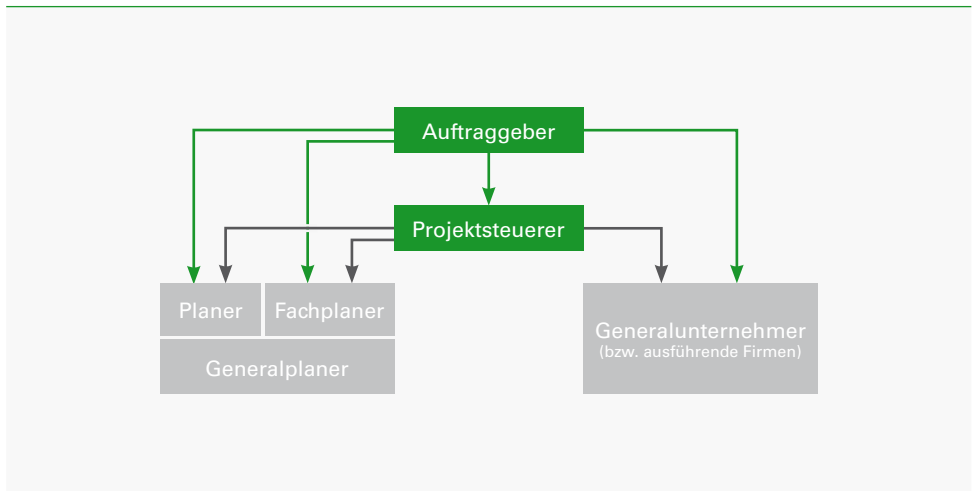 Auftraggeber
Projektsteuerer
Planer
Fachplaner
Generalplaner
Generalunternehmer
(bzw. ausführende Firmen)